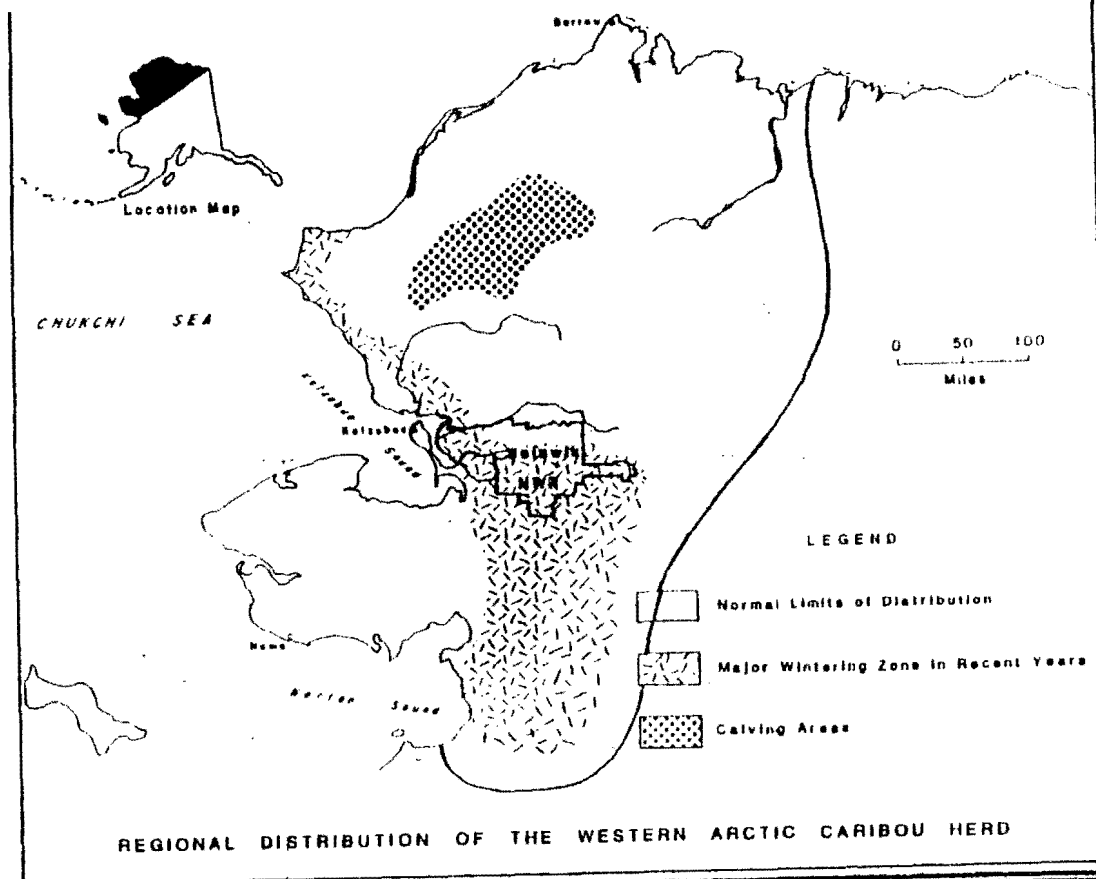 Barrow
Location Map
CHUKCHI SEA
0 50 100
Miles
Kotzebue
Kotzebue
Sound
Selawik
NWR
LEGEND
Normal Limits of Distribution
Nome
Major Wintering Zone in Recent Years
Norton Sound
Calving Areas
REGIONAL DISTRIBUTION OF THE WESTERN ARCTIC CARIBOU HERD